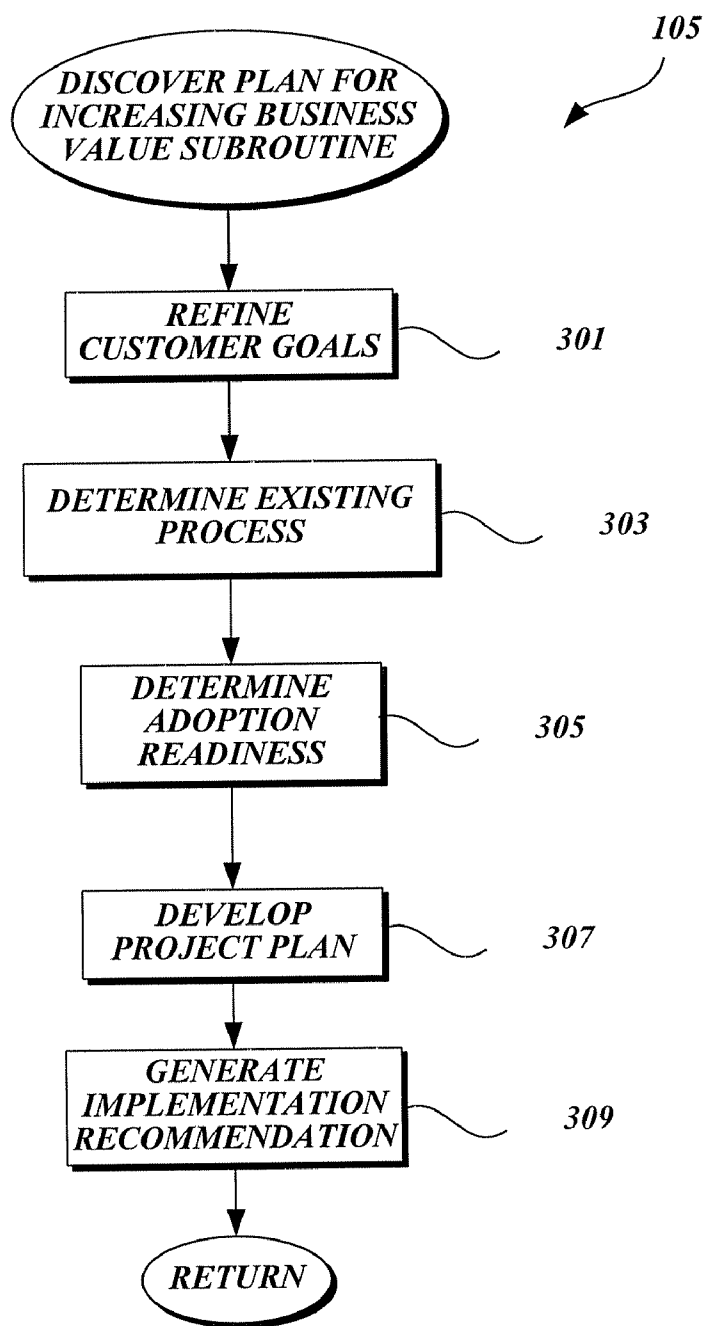 105
DISCOVER PLAN FOR
INCREASING BUSINESS
VALUE SUBROUTINE
REFINE
CUSTOMER GOALS
301
DETERMINE EXISTING
PROCESS
303
DETERMINE
ADOPTION
READINESS
305
DEVELOP
PROJECT PLAN
307
GENERATE
IMPLEMENTATION
RECOMMENDATION
309
RETURN